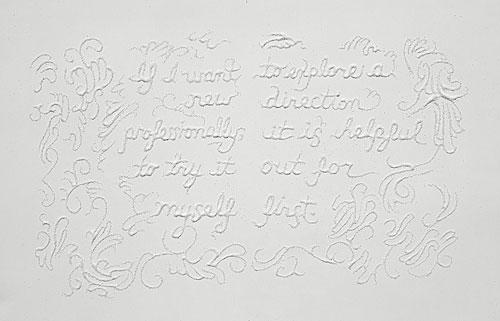 If I want to explore a
new direction
professionally it is helpful
to try it out for
myself first.